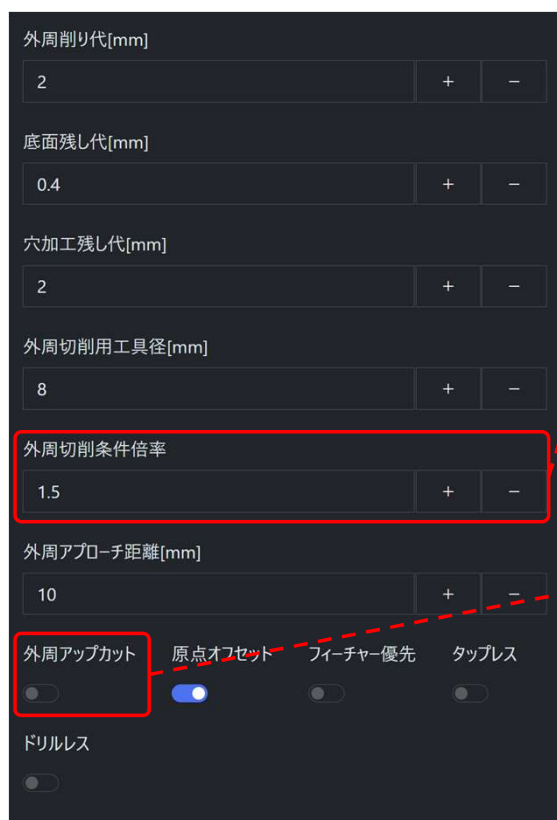 外周削り代[mm]
2 + −
底面残し代[mm]
0.4 + −
穴加工残し代[mm]
2 + −
外周切削用工具径[mm]
8 + −
外周切削条件倍率
1.5 + −
外周アプローチ距離[mm]
10 + −
外周アップカット 原点オフセット フィーチャー優先 タップレス
ドリルレス